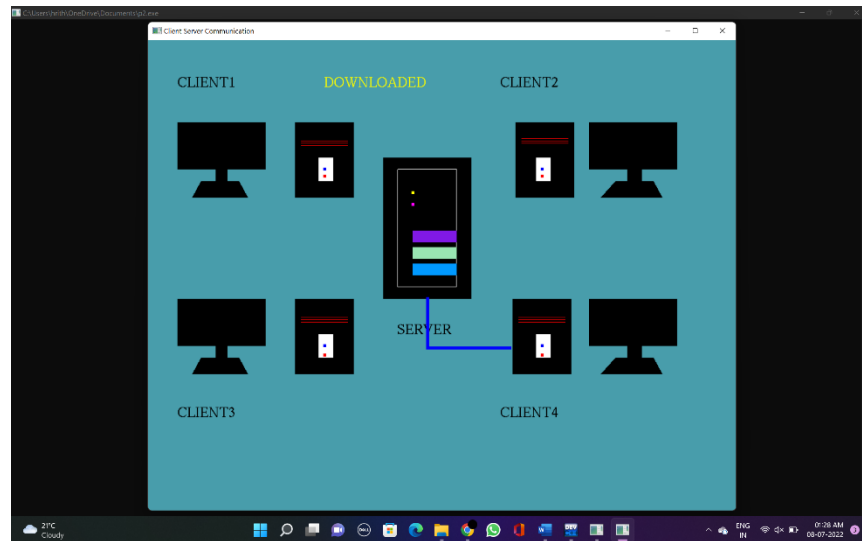 C:\Users\hrith\OneDrive\Documents\p2.exe
Client Server Communication
CLIENT1 DOWNLOADED CLIENT2
SERVER
CLIENT3 CLIENT4
21°C
Cloudy
DELL
ENG
IN
01:28 AM
08-07-2022